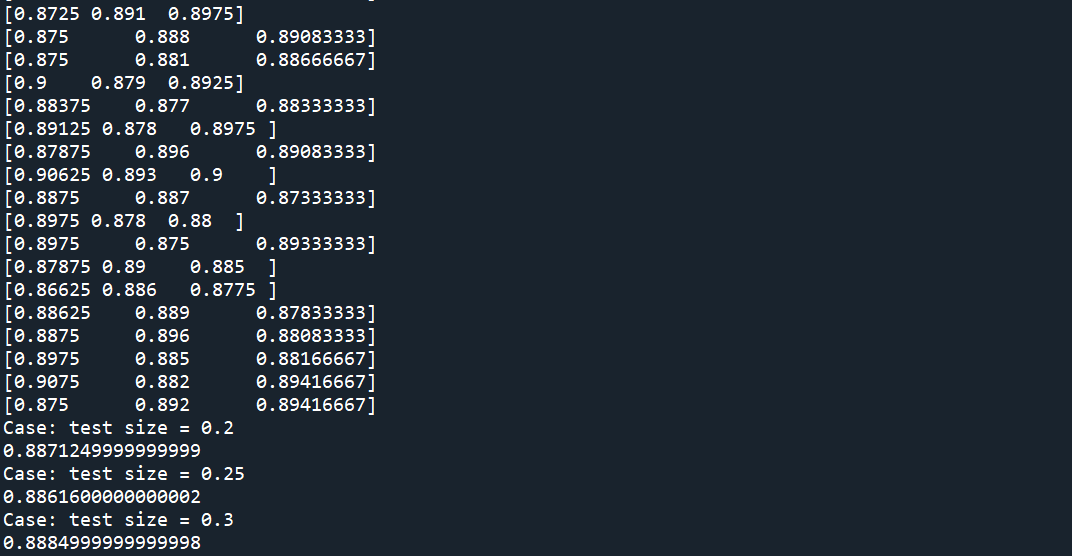 [0.8725 0.891  0.8975]
[0.875      0.888      0.89083333]
[0.875      0.881      0.88666667]
[0.9    0.879  0.8925]
[0.88375    0.877      0.88333333]
[0.89125 0.878   0.8975 ]
[0.87875    0.896      0.89083333]
[0.90625 0.893   0.9    ]
[0.8875     0.887      0.87333333]
[0.8975 0.878  0.88  ]
[0.8975     0.875      0.89333333]
[0.87875 0.89    0.885  ]
[0.86625 0.886   0.8775 ]
[0.88625    0.889      0.87833333]
[0.8875     0.896      0.88083333]
[0.8975     0.885      0.88166667]
[0.9075     0.882      0.89416667]
[0.875      0.892      0.89416667]
Case: test size = 0.2
0.8871249999999999
Case: test size = 0.25
0.8861600000000002
Case: test size = 0.3
0.8884999999999998